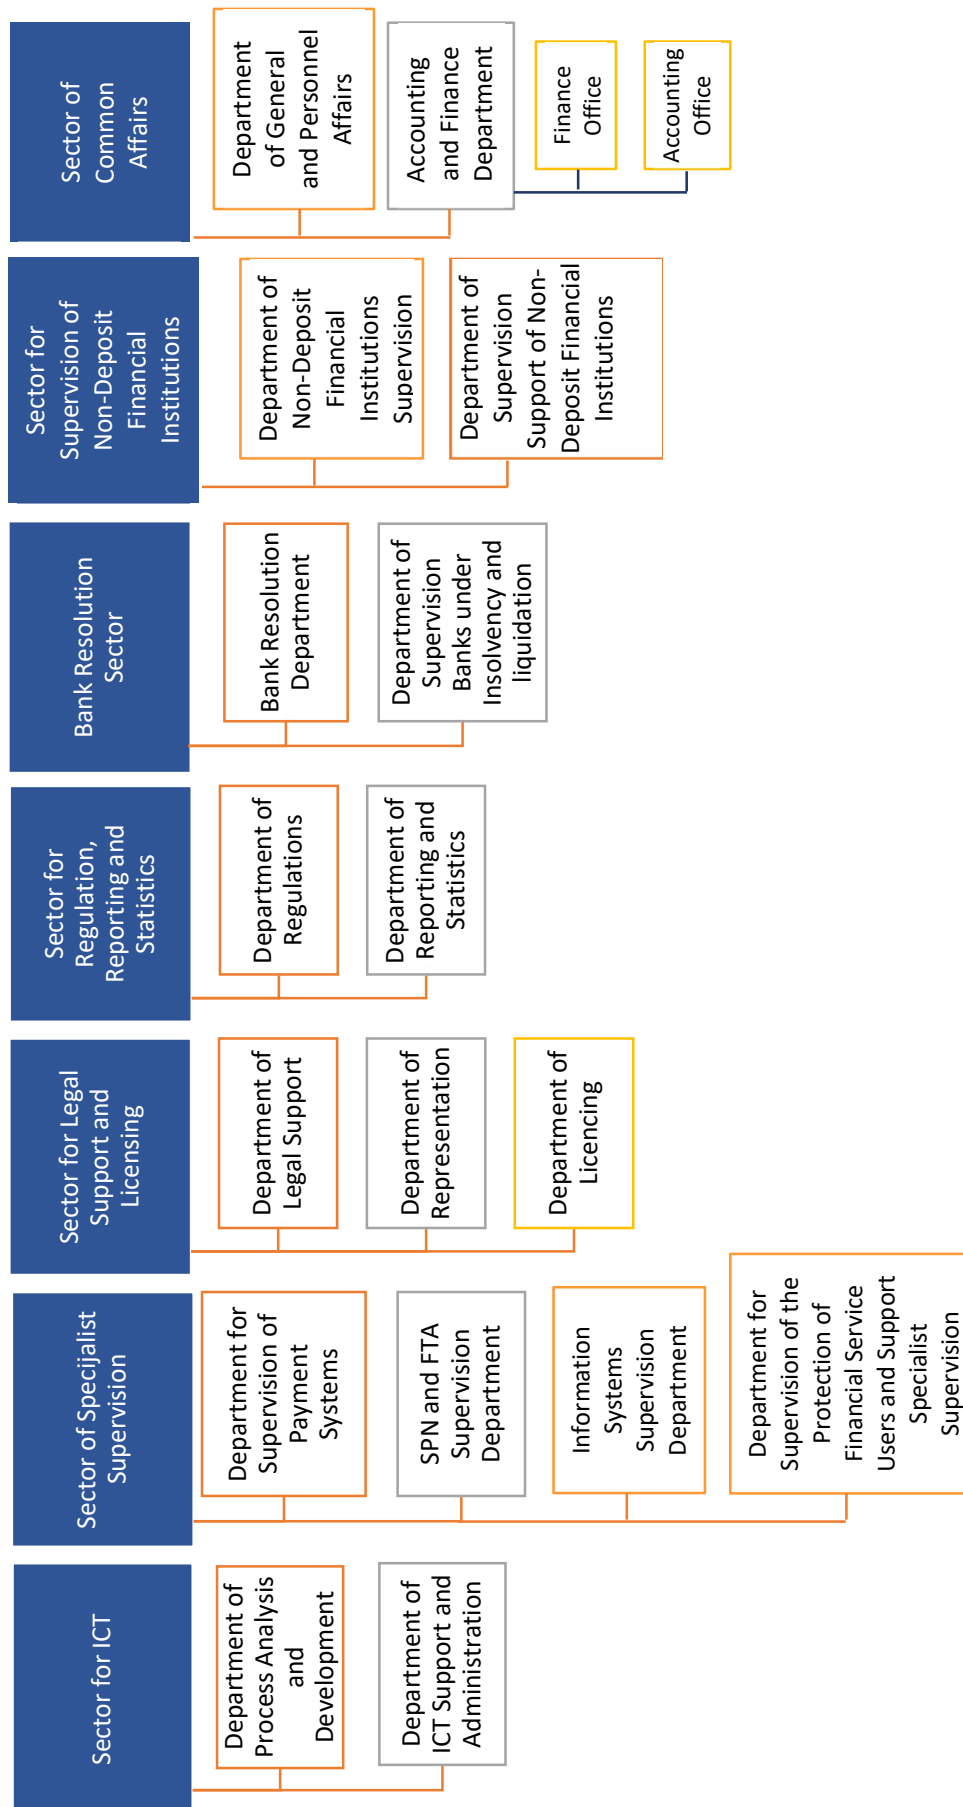 Sector for ICT
Department of
Process Analysis
and
Development
Department of
ICT Support and
Administration
Sector of Specijalist
Supervision
Department for
Supervision of
Payment
Systems
SPN and FTA
Supervision
Department
Information
Systems
Supervision
Department
Department for
Supervision of the
Protection of
Financial Service
Users and Support
Specialist
Supervision
Sector for Legal
Support and
Licensing
Department of
Legal Support
Department of
Representation
Department of
Licencing
Sector for
Regulation,
Reporting and
Statistics
Department of
Regulations
Department of
Reporting and
Statistics
Bank Resolution
Sector
Bank Resolution
Department
Department of
Supervision
Banks under
Insolvency and
liquidation
Sector for
Supervision of
Non-Deposit
Financial
Institutions
Department of
Non-Deposit
Financial
Institutions
Supervision
Department of
Supervision
Support of Non-
Deposit Financial
Institutions
Sector of
Common
Affairs
Department
of General
and Personnel
Affairs
Accounting
and Finance
Department
Finance
Office
Accounting
Office